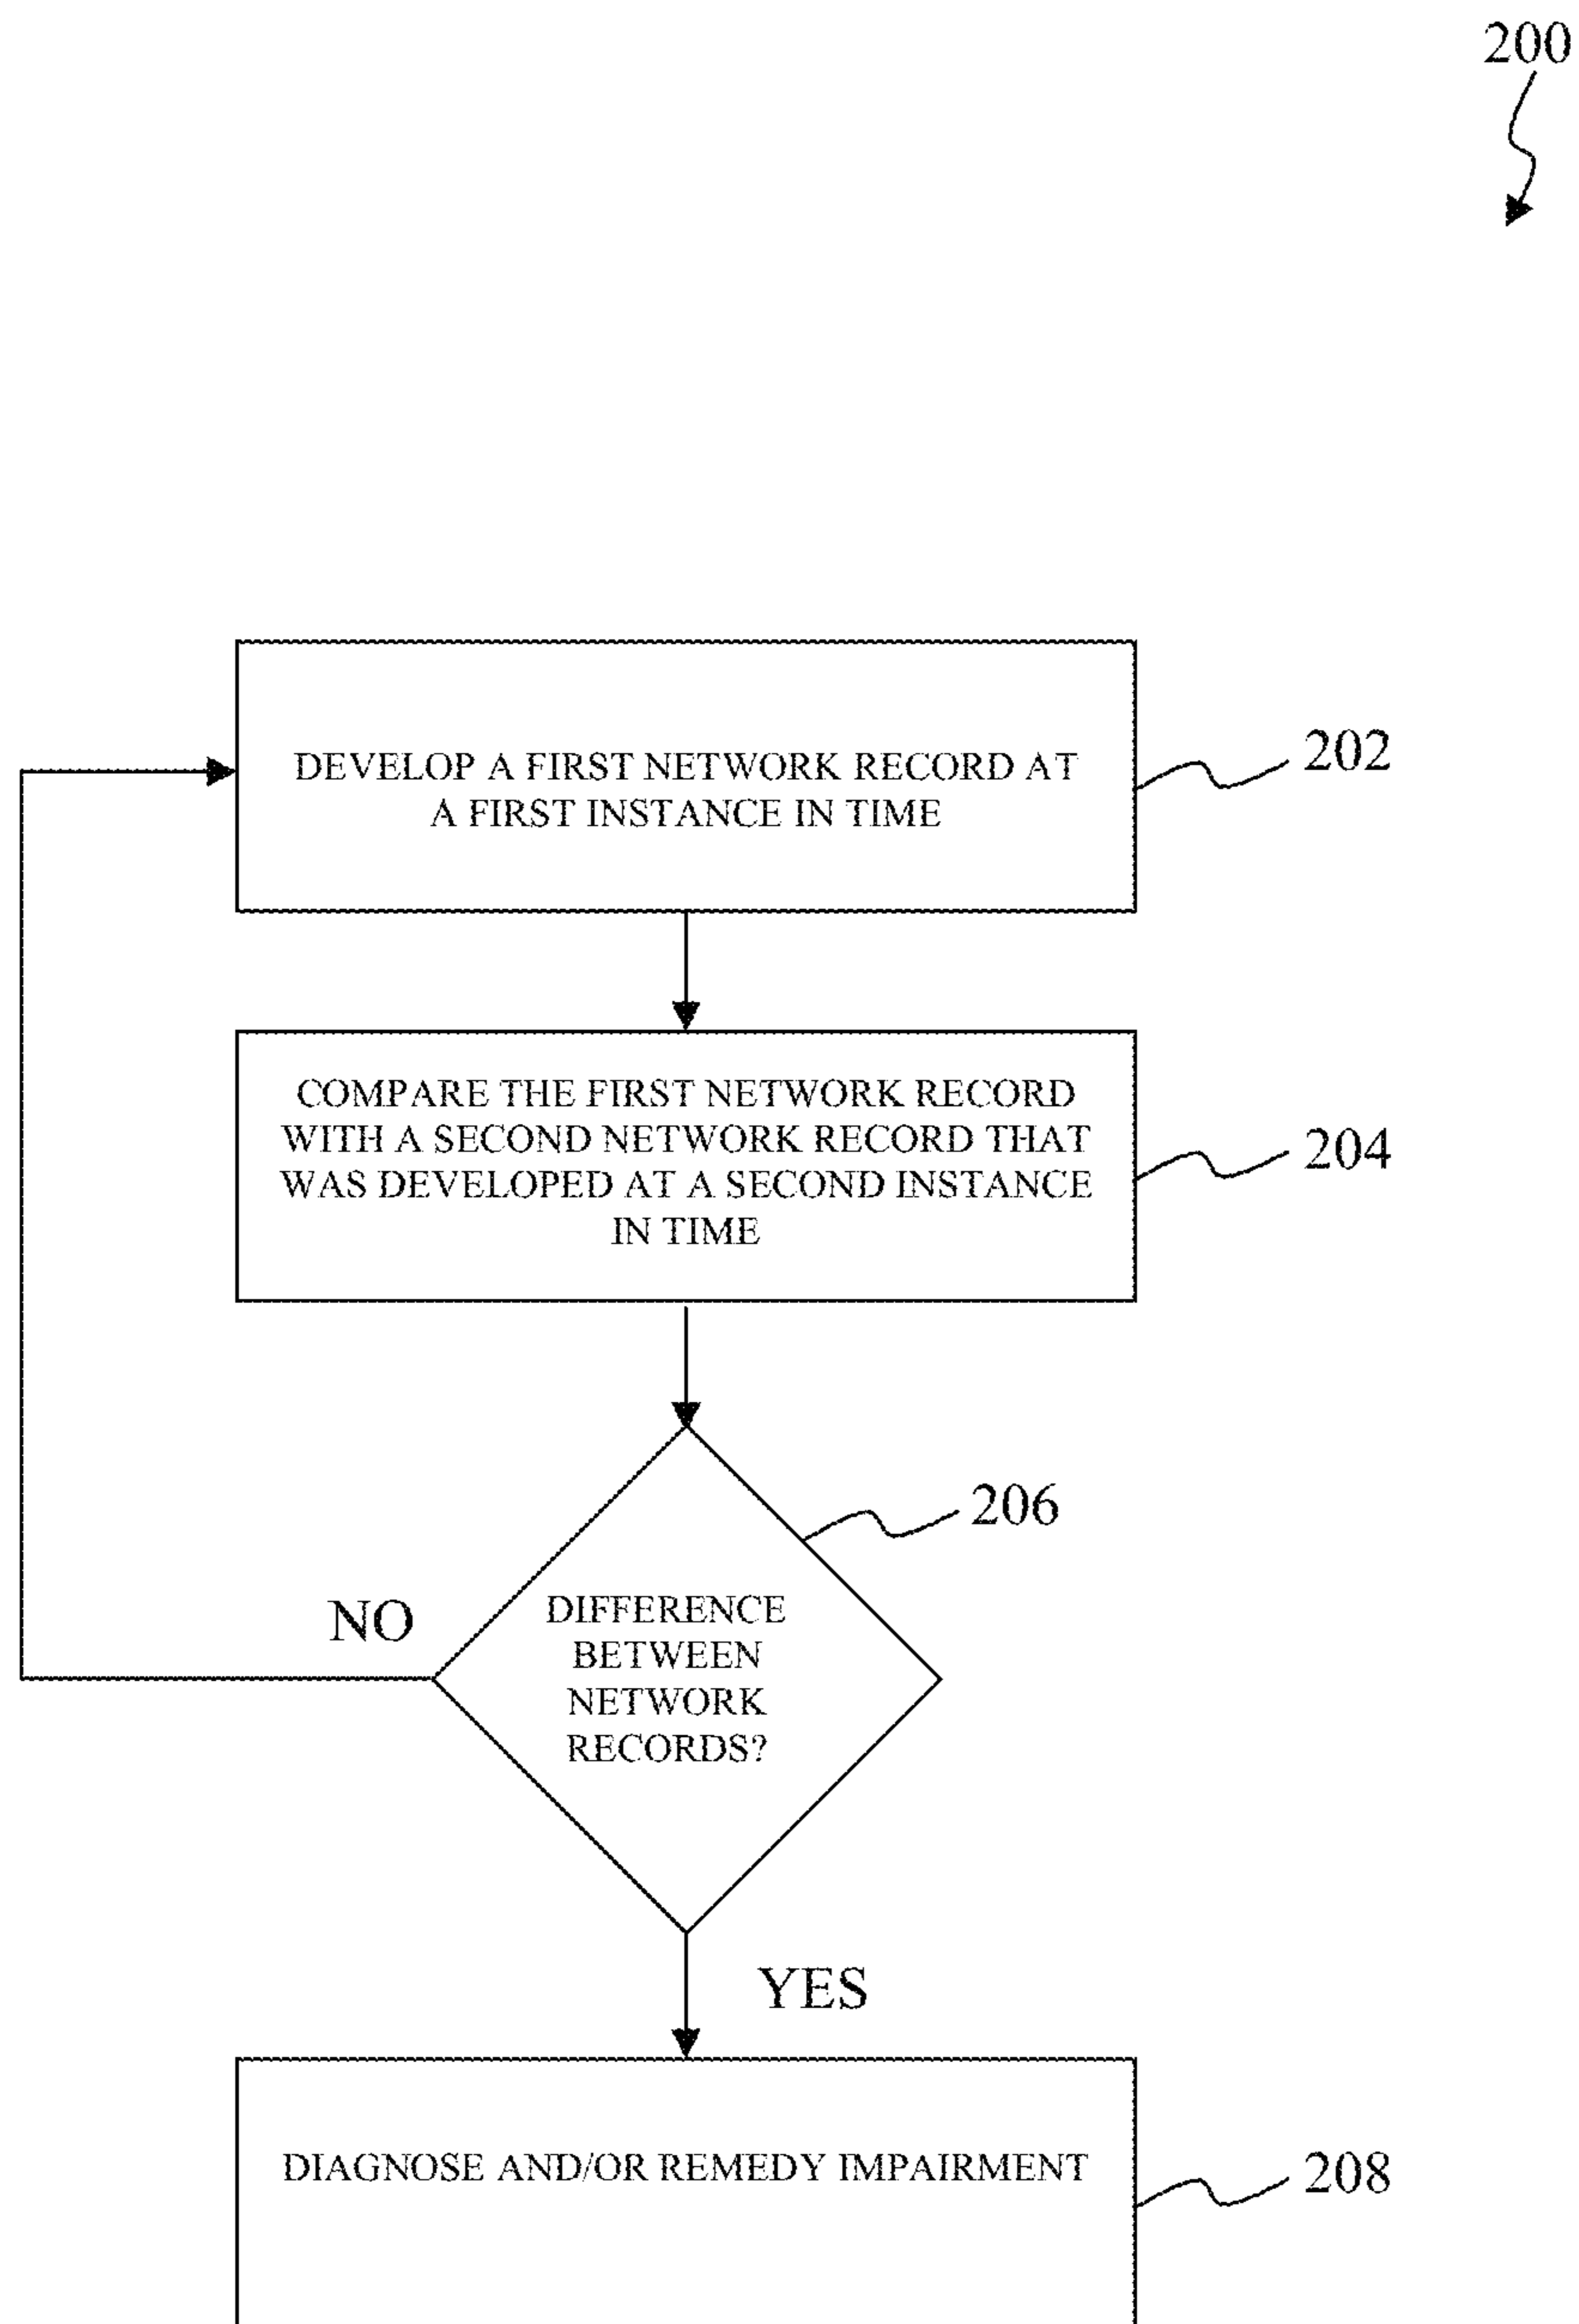 200
DEVELOP A FIRST NETWORK RECORD AT
A FIRST INSTANCE IN TIME
202
COMPARE THE FIRST NETWORK RECORD
WITH A SECOND NETWORK RECORD THAT
WAS DEVELOPED AT A SECOND INSTANCE
IN TIME
204
206
DIFFERENCE
BETWEEN
NETWORK
RECORDS?
NO
YES
DIAGNOSE AND/OR REMEDY IMPAIRMENT
208